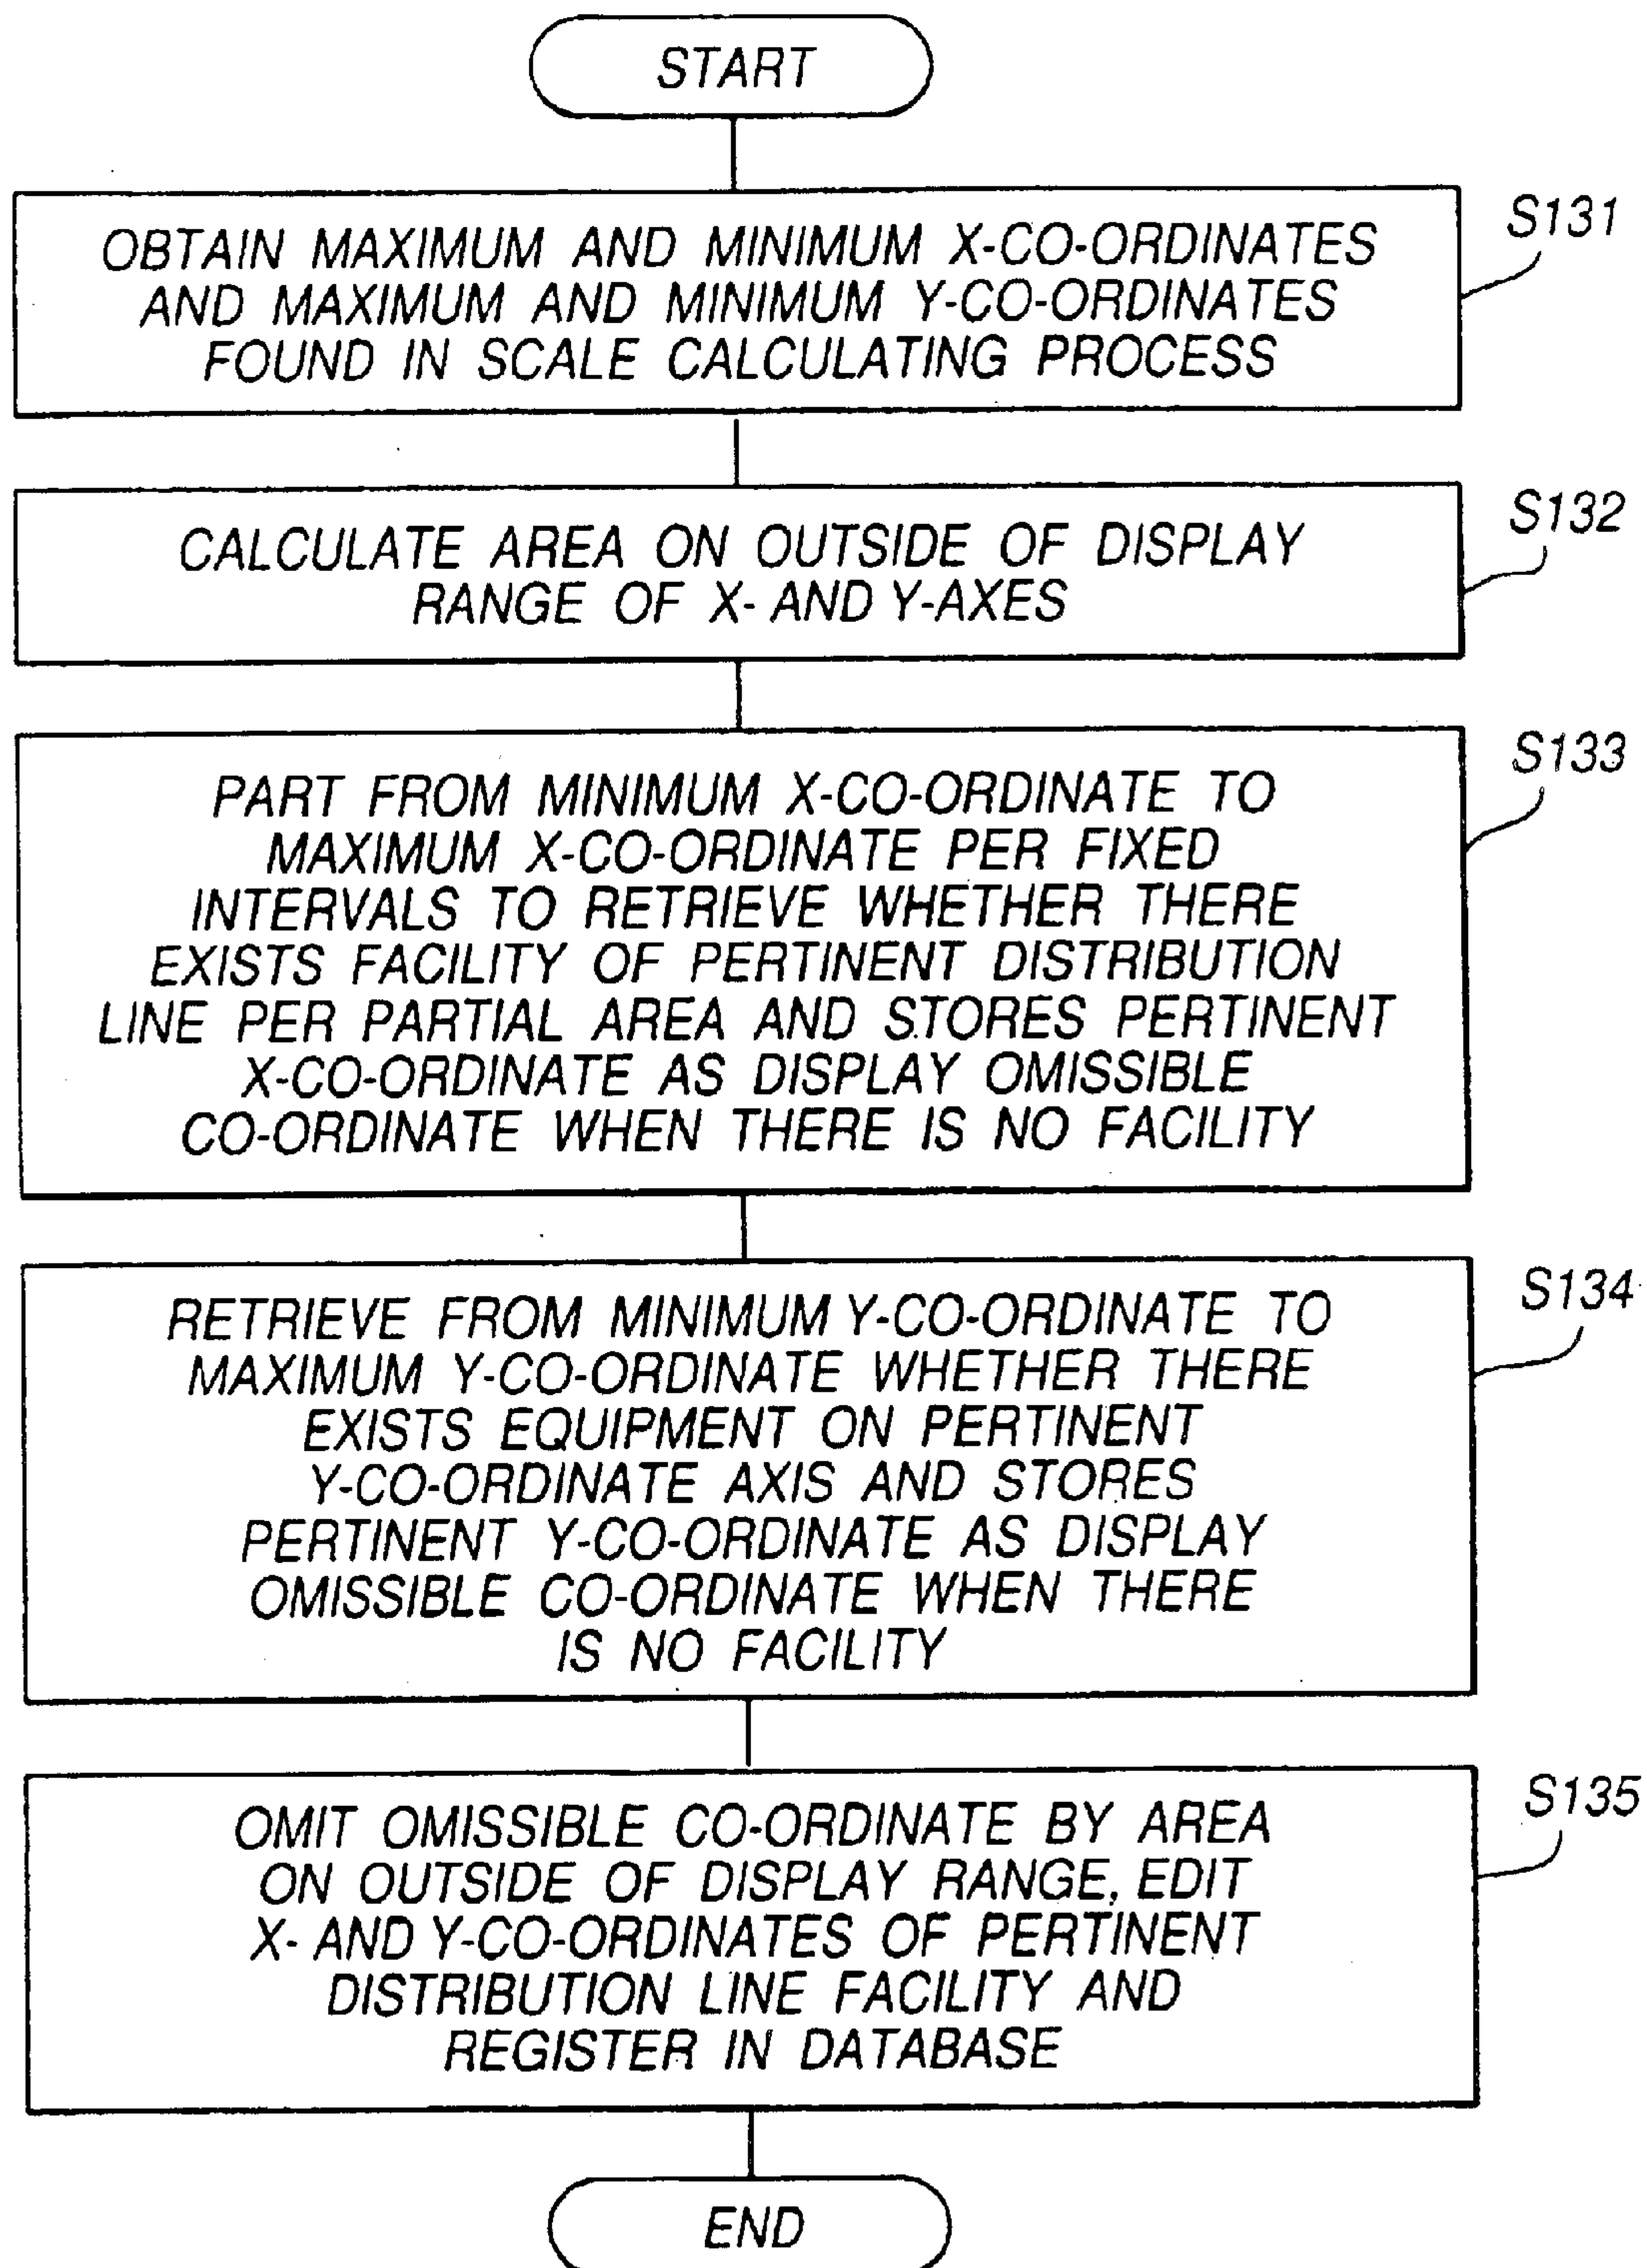 START
S131
OBTAIN MAXIMUM AND MINIMUM X-CO-ORDINATES
AND MAXIMUM AND MINIMUM Y-CO-ORDINATES
FOUND IN SCALE CALCULATING PROCESS
S132
CALCULATE AREA ON OUTSIDE OF DISPLAY
RANGE OF X- AND Y-AXES
S133
PART FROM MINIMUM X-CO-ORDINATE TO
MAXIMUM X-CO-ORDINATE PER FIXED
INTERVALS TO RETRIEVE WHETHER THERE
EXISTS FACILITY OF PERTINENT DISTRIBUTION
LINE PER PARTIAL AREA AND STORES PERTINENT
X-CO-ORDINATE AS DISPLAY OMISSIBLE
CO-ORDINATE WHEN THERE IS NO FACILITY
S134
RETRIEVE FROM MINIMUM Y-CO-ORDINATE TO
MAXIMUM Y-CO-ORDINATE WHETHER THERE
EXISTS EQUIPMENT ON PERTINENT
Y-CO-ORDINATE AXIS AND STORES
PERTINENT Y-CO-ORDINATE AS DISPLAY
OMISSIBLE CO-ORDINATE WHEN THERE
IS NO FACILITY
S135
OMIT OMISSIBLE CO-ORDINATE BY AREA
ON OUTSIDE OF DISPLAY RANGE, EDIT
X- AND Y-CO-ORDINATES OF PERTINENT
DISTRIBUTION LINE FACILITY AND
REGISTER IN DATABASE
END